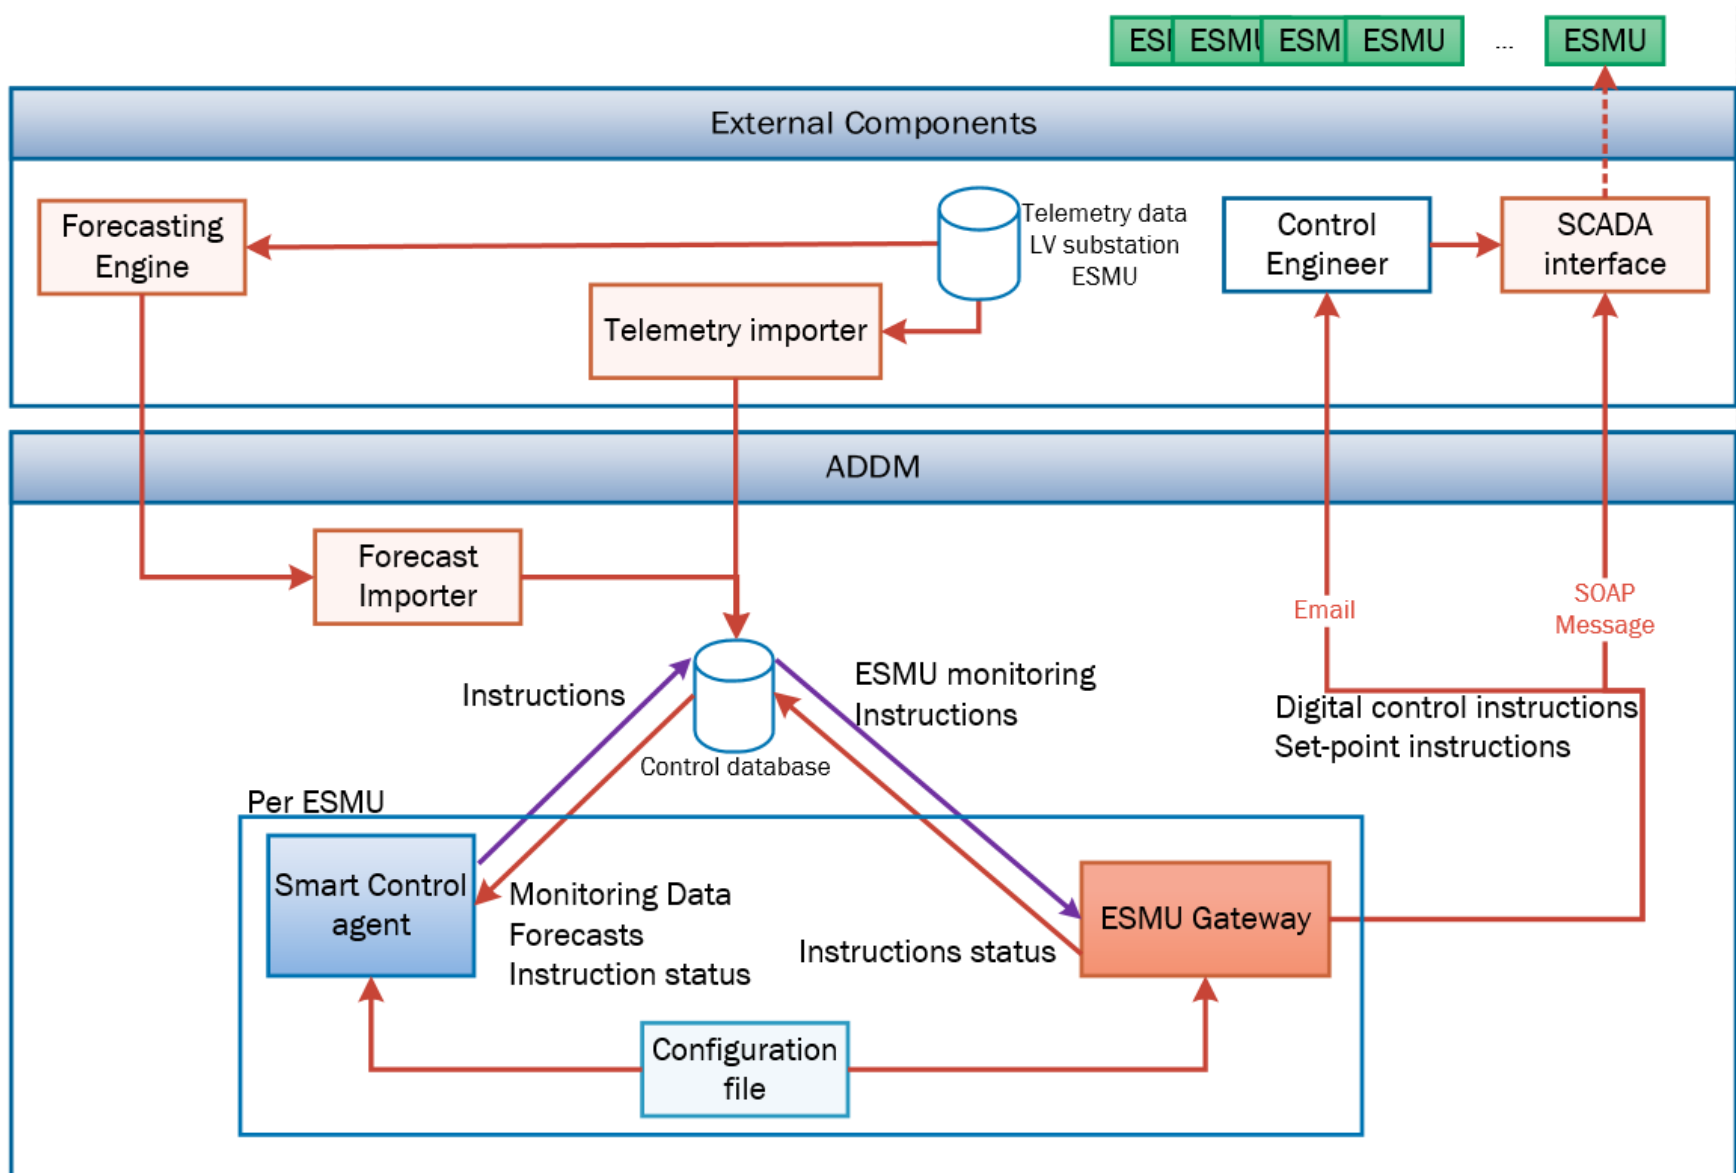 ESMU ESMU ... ESMU
External Components
Forecasting
Engine
Telemetry data
LV substation
ESMU
Telemetry importer
Control
Engineer
SCADA
interface
ADDM
Forecast
Importer
Email
SOAP
Message
Instructions
ESMU monitoring
Instructions
Control database
Digital control instructions
Set-point instructions
Per ESMU
Smart Control
agent
Monitoring Data
Forecasts
Instruction status
Instructions status
ESMU Gateway
Configuration
file